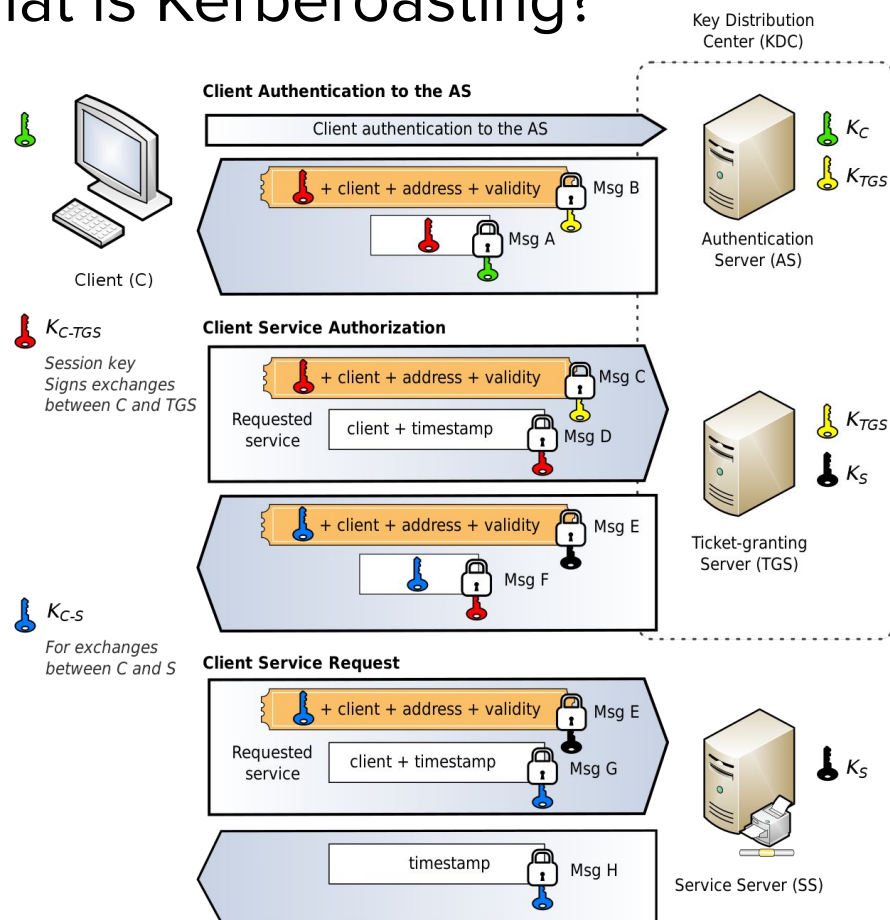 at is Kerberoasting?
Key Distribution
Center (KDC)
Client Authentication to the AS
Client authentication to the AS
+ client + address + validity
Msg B
Msg A
Client (C)
K_C
K_TGS
Authentication
Server (AS)
K_C-TGS
Session key
Signs exchanges
between C and TGS
Client Service Authorization
+ client + address + validity
Msg C
Requested
service
client + timestamp
Msg D
+ client + address + validity
Msg E
Msg F
K_TGS
K_S
Ticket-granting
Server (TGS)
K_C-S
For exchanges
between C and S
Client Service Request
+ client + address + validity
Msg E
Requested
service
client + timestamp
Msg G
timestamp
Msg H
K_S
Service Server (SS)